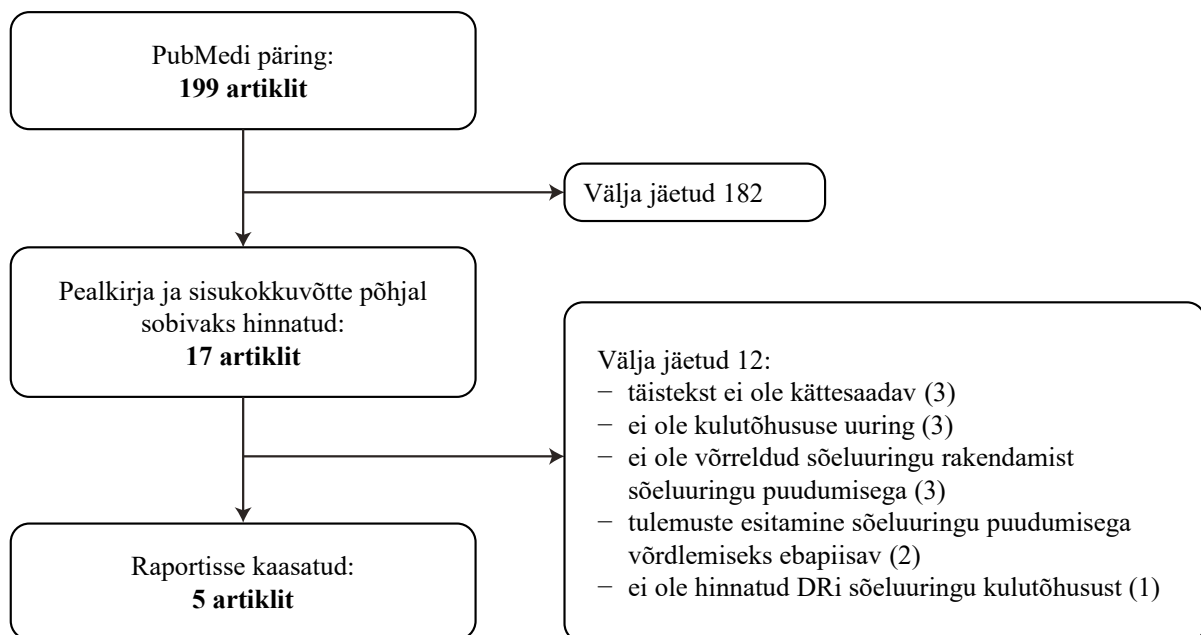 PubMedi päring:
199 artiklit
Välja jäetud 182
Pealkirja ja sisukokkuvõtte põhjal
sobivaks hinnatud:
17 artiklit
Välja jäetud 12:
− täistekst ei ole kättesaadav (3)
− ei ole kulutõhususe uuring (3)
− ei ole võrreldud sõeluuringu rakendamist
sõeluuringu puudumisega (3)
− tulemuste esitamine sõeluuringu puudumisega
võrdlemiseks ebapiisav (2)
− ei ole hinnatud DRi sõeluuringu kulutõhusust (1)
Raportisse kaasatud:
5 artiklit